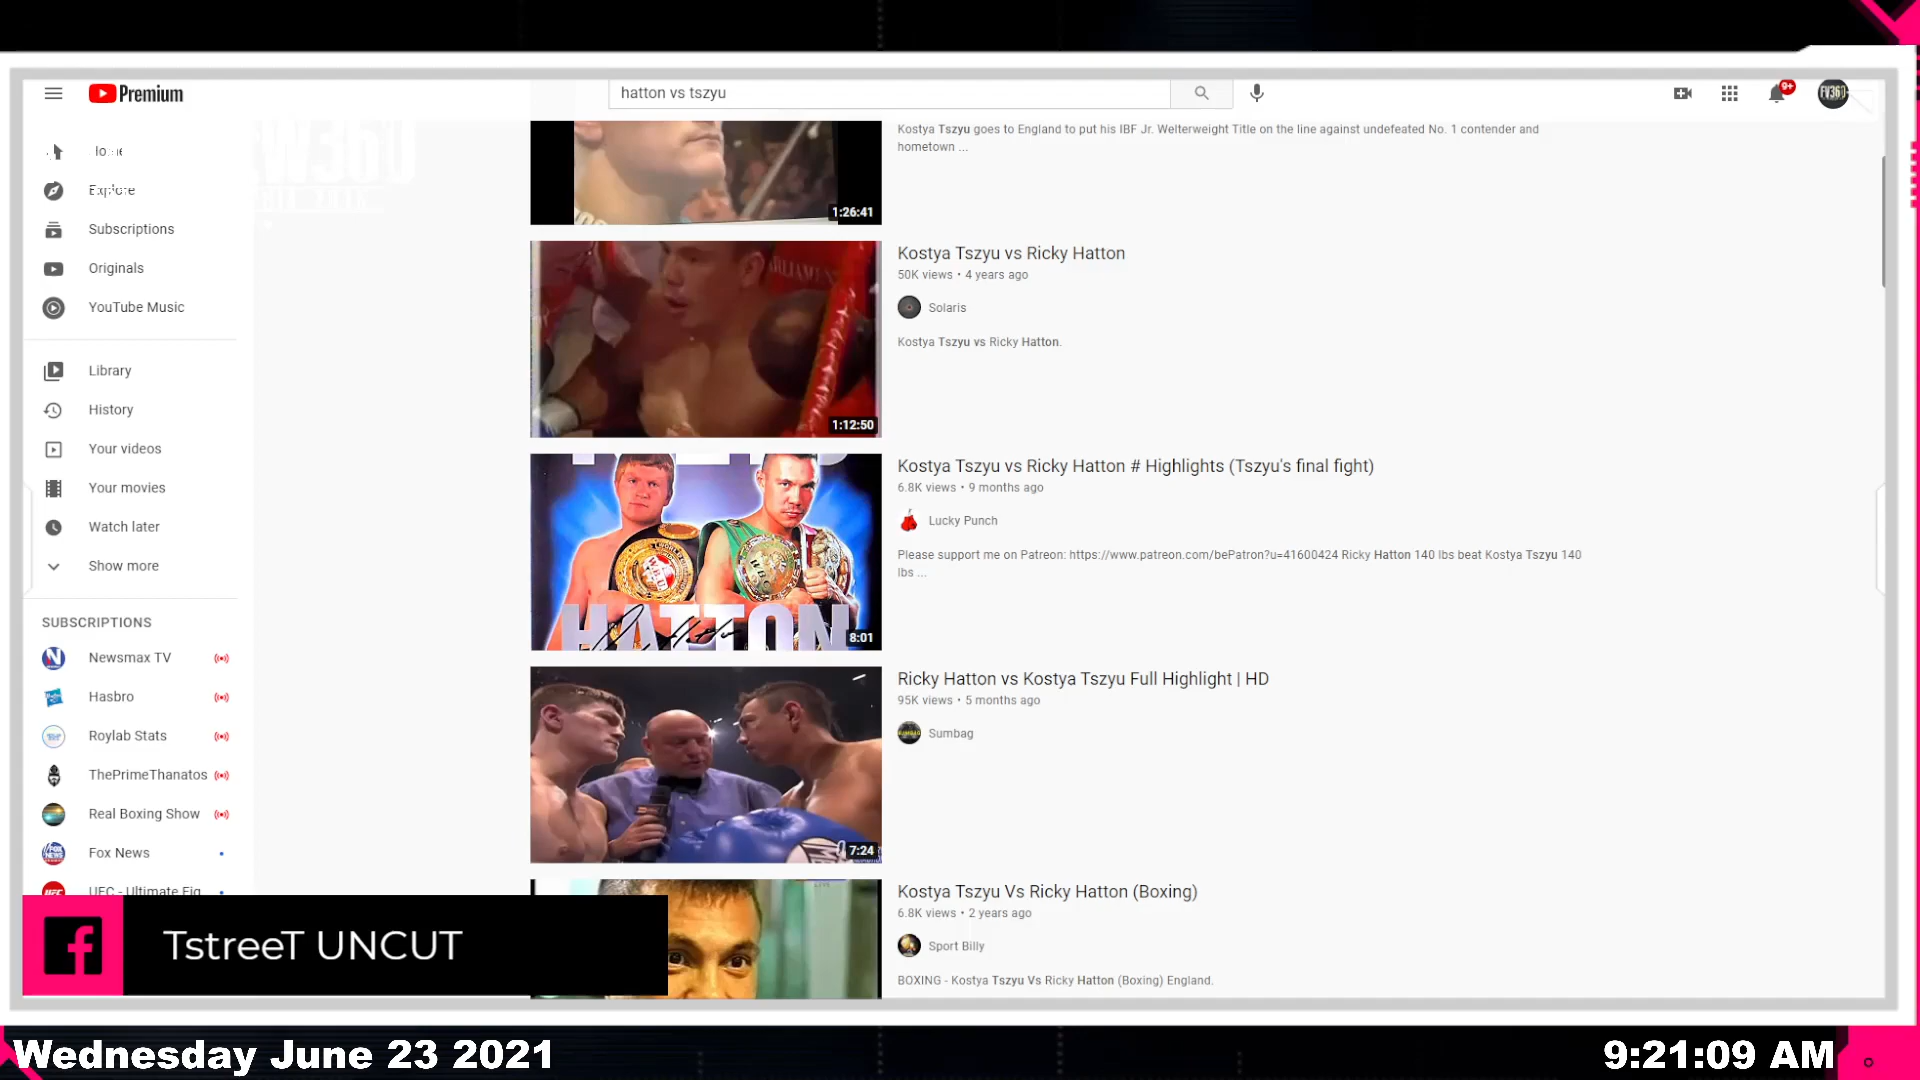 Premium
hatton vs tszyu
9+
FV360
Explore
Subscriptions
Originals
YouTube Music
Library
History
Your videos
Your movies
Watch later
Show more
SUBSCRIPTIONS
Newsmax TV
Hasbro
Roylab Stats
ThePrimeThanatos
Real Boxing Show
Fox News
UFC - Ultimate Fig
Kostya Tszyu goes to England to put his IBF Jr. Welterweight Title on the line against undefeated No. 1 contender and
hometown ...
1:26:41
Kostya Tszyu vs Ricky Hatton
50K views • 4 years ago
Solaris
Kostya Tszyu vs Ricky Hatton.
1:12:50
Kostya Tszyu vs Ricky Hatton # Highlights (Tszyu's final fight)
6.8K views • 9 months ago
Lucky Punch
Please support me on Patreon: https://www.patreon.com/bePatron?u=41600424 Ricky Hatton 140 lbs beat Kostya Tszyu 140
lbs ...
HATTON
8:01
Ricky Hatton vs Kostya Tszyu Full Highlight | HD
95K views • 5 months ago
Sumbag
7:24
Kostya Tszyu Vs Ricky Hatton (Boxing)
6.8K views • 2 years ago
Sport Billy
BOXING - Kostya Tszyu Vs Ricky Hatton (Boxing) England.
TstreeT UNCUT
Wednesday June 23 2021
9:21:09 AM